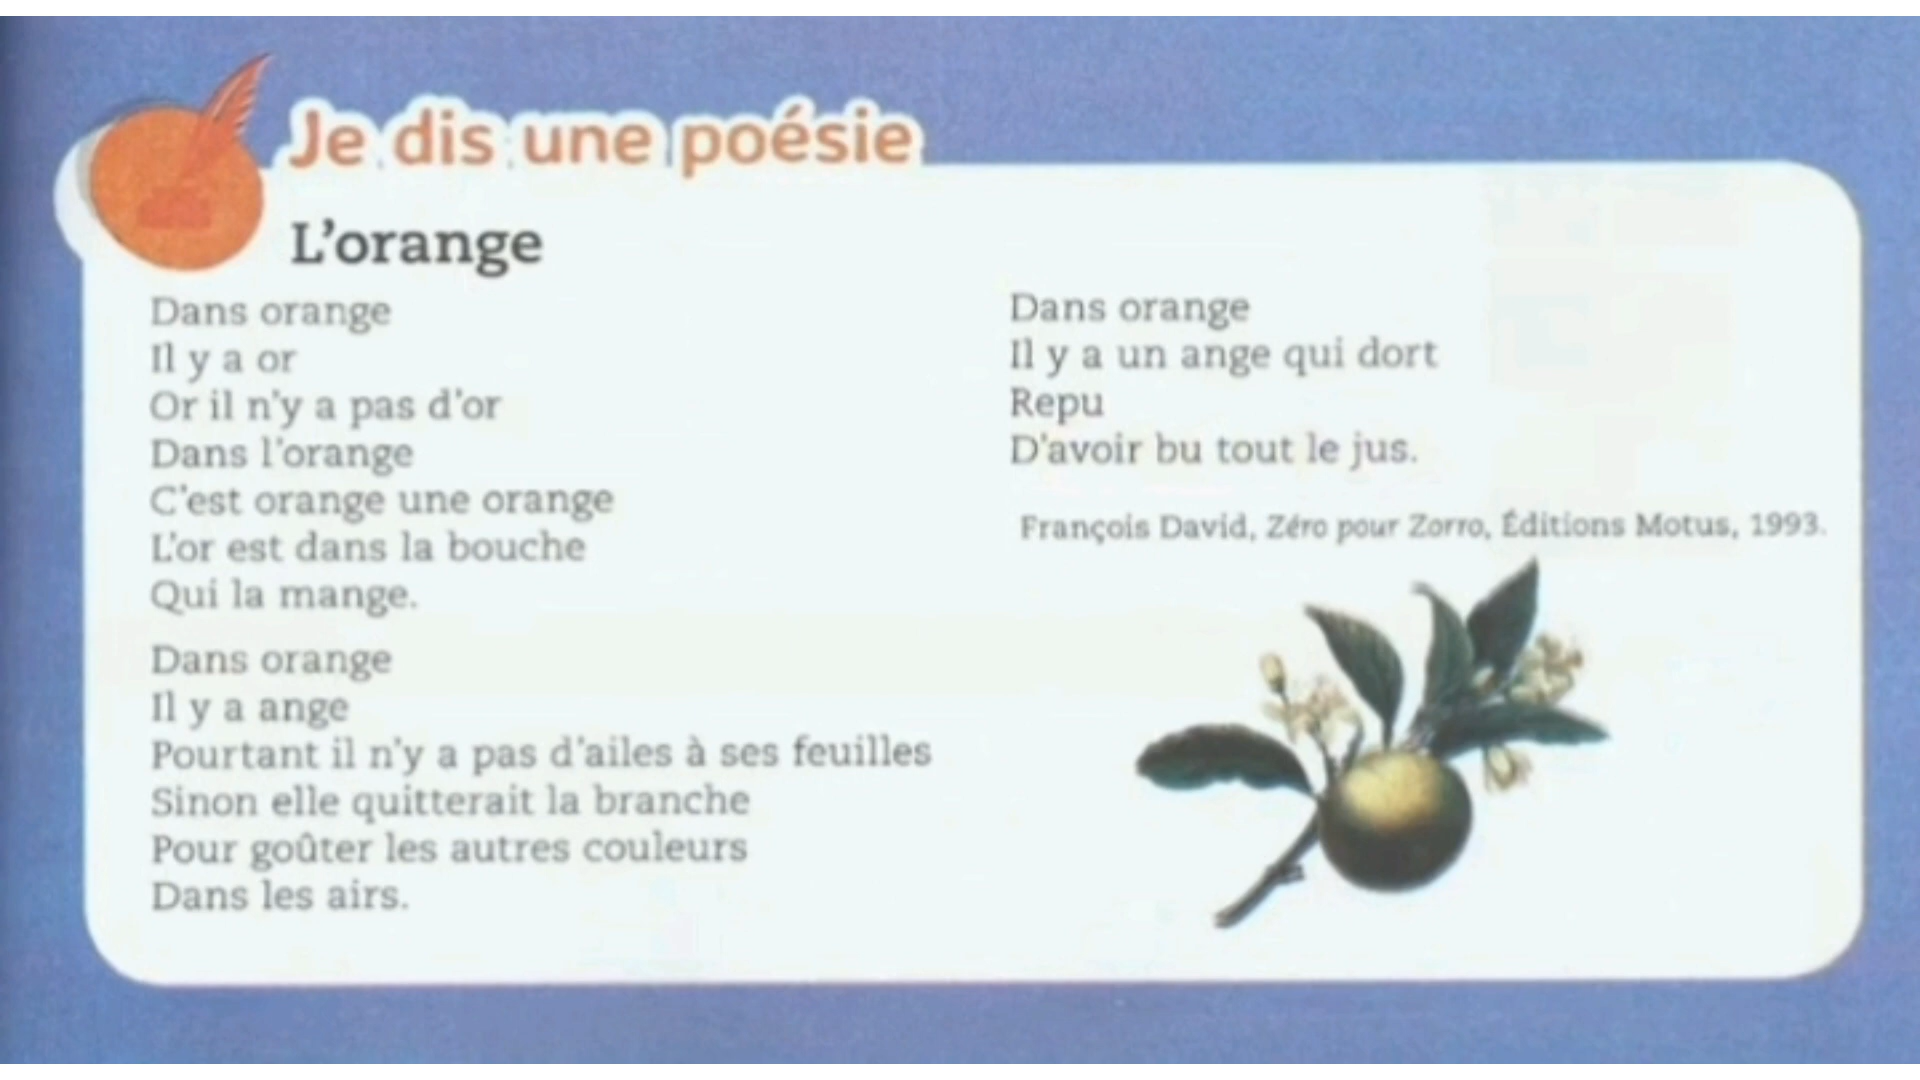 Je dis une poésie
L'orange
Dans orange
Il y a or
Or il n'y a pas d'or
Dans l'orange
C'est orange une orange
L'or est dans la bouche
Qui la mange.
Dans orange
Il y a ange
Pourtant il n'y a pas d'ailes à ses feuilles
Sinon elle quitterait la branche
Pour goûter les autres couleurs
Dans les airs.
Dans orange
Il y a un ange qui dort
Repu
D'avoir bu tout le jus.
François David, Zéro pour Zorro, Éditions Motus, 1993.